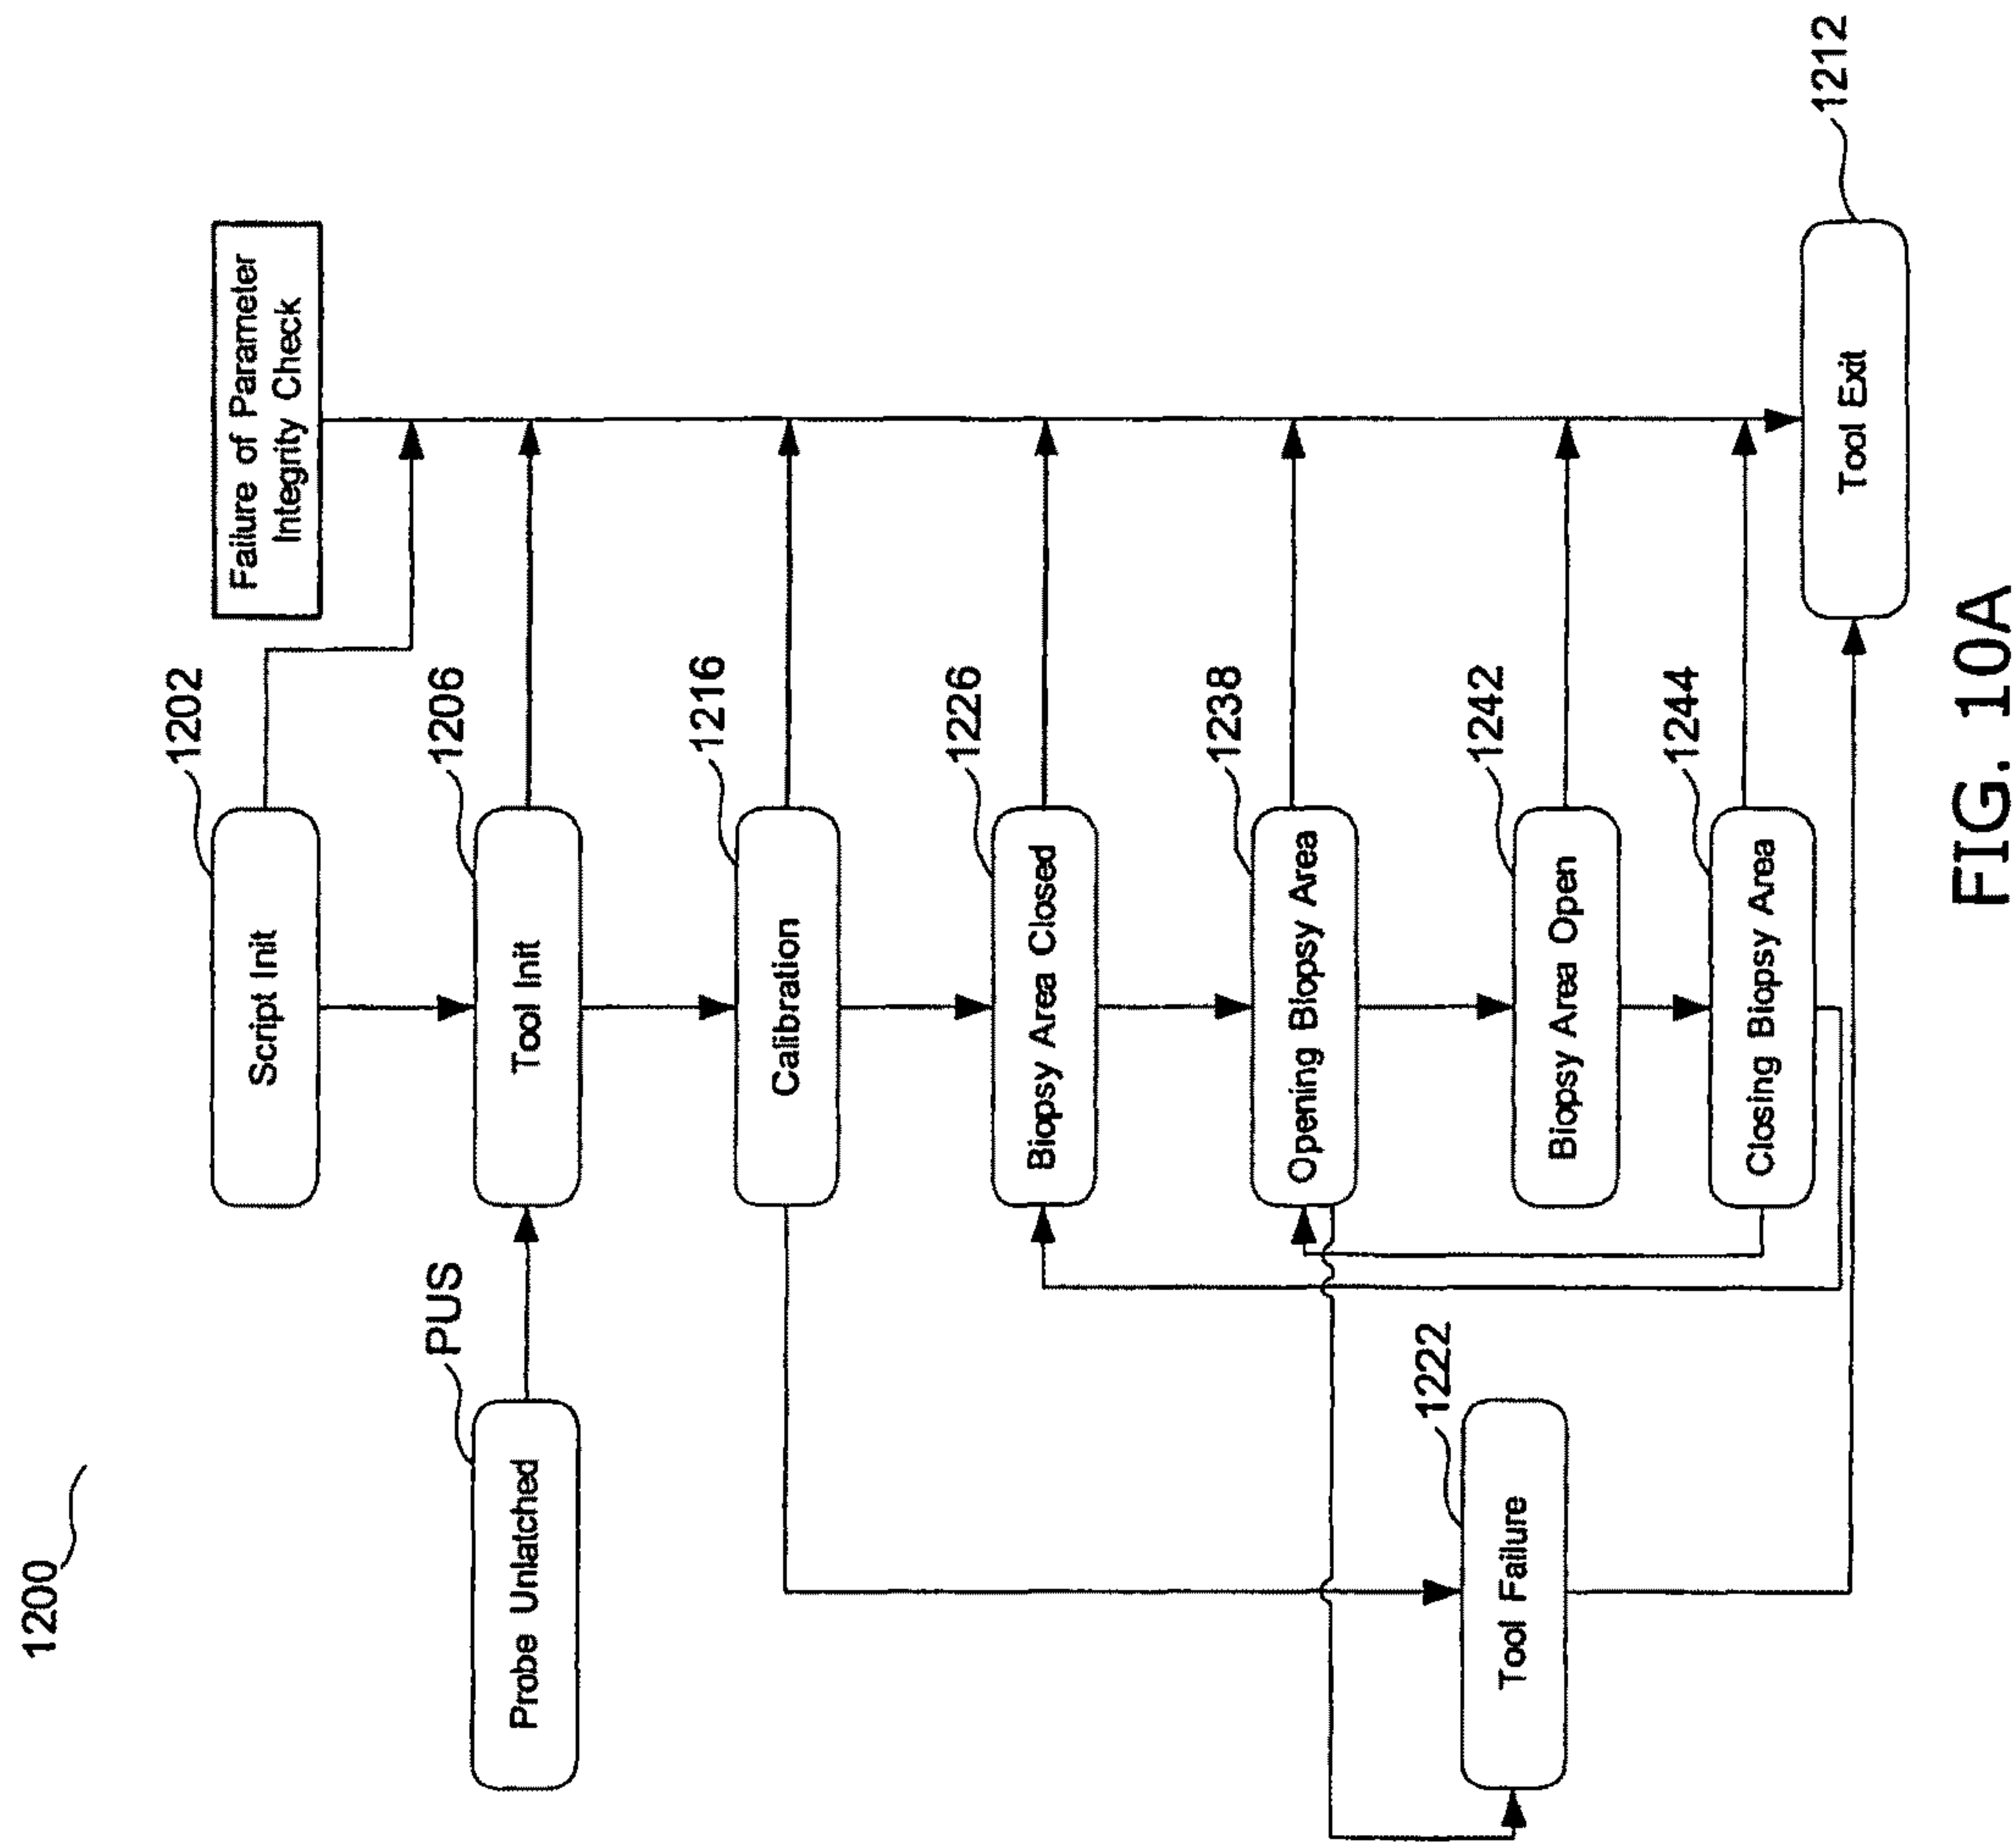 1200
Failure of Parameter
Integrity Check
1202
Script Init
PUS
1206
Probe Unlatched
Tool Init
1216
Calibration
1226
Biopsy Area Closed
1238
Opening Biopsy Area
1222
1242
Tool Failure
Biopsy Area Open
1244
Closing Biopsy Area
1212
Tool Exit
FIG. 10A